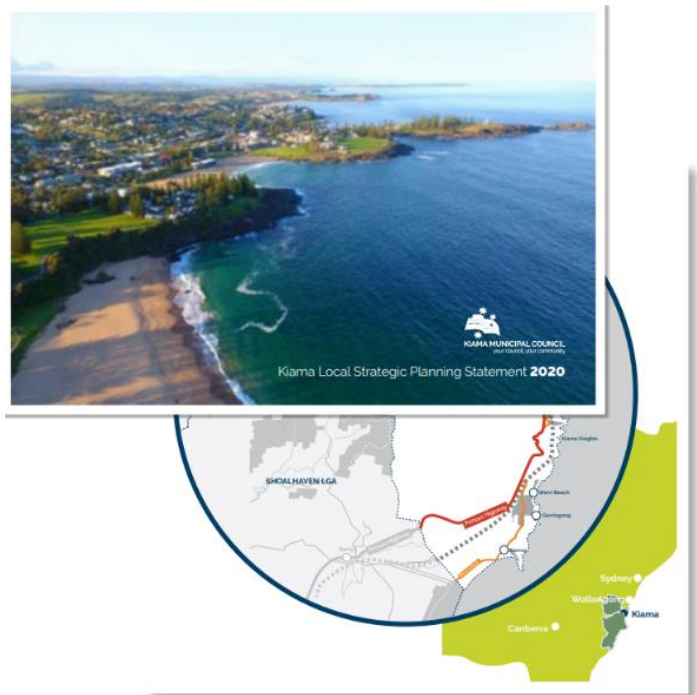 KIAMA MUNICIPAL COUNCIL
your council, your community
Kiama Local Strategic Planning Statement 2020
Kiama Heights
SHOALHAVEN LGA
Werri Beach
Princes Highway
Gerringong
Sydney
Wollongong
Kiama
Canberra